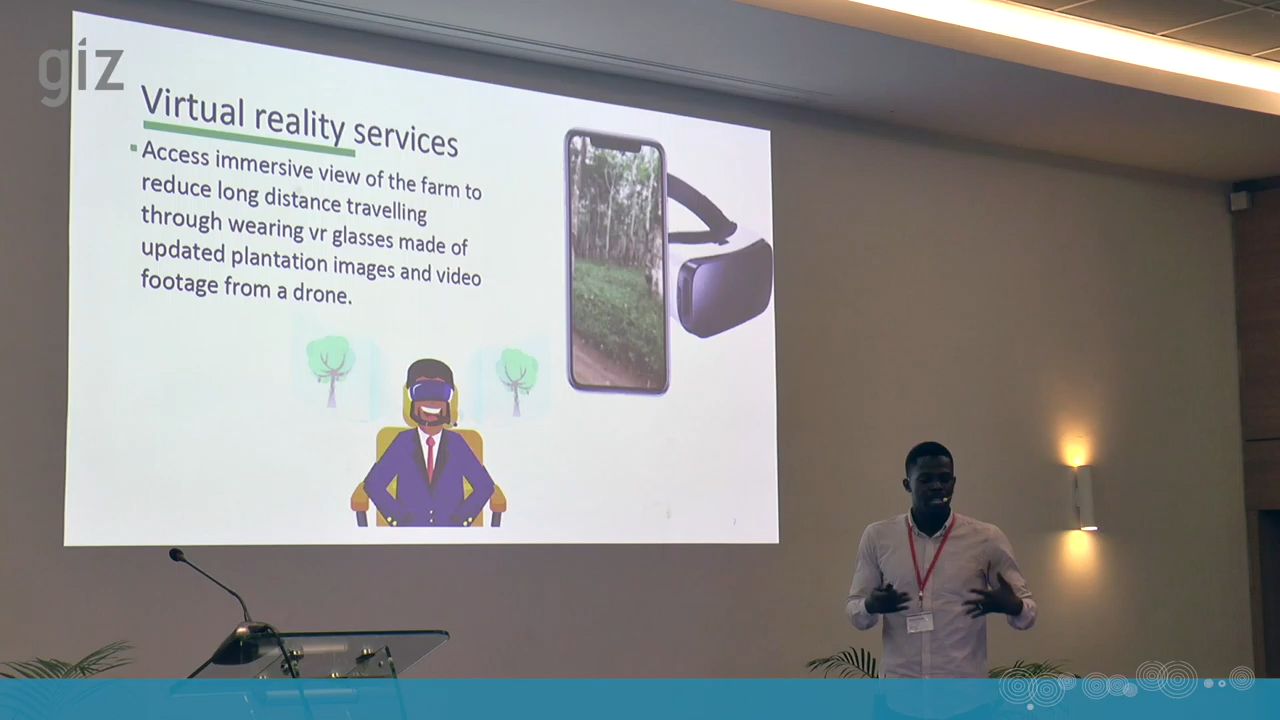 giz
Virtual reality services
Access immersive view of the farm to
reduce long distance travelling
through wearing vr glasses made of
updated plantation images and video
footage from a drone.